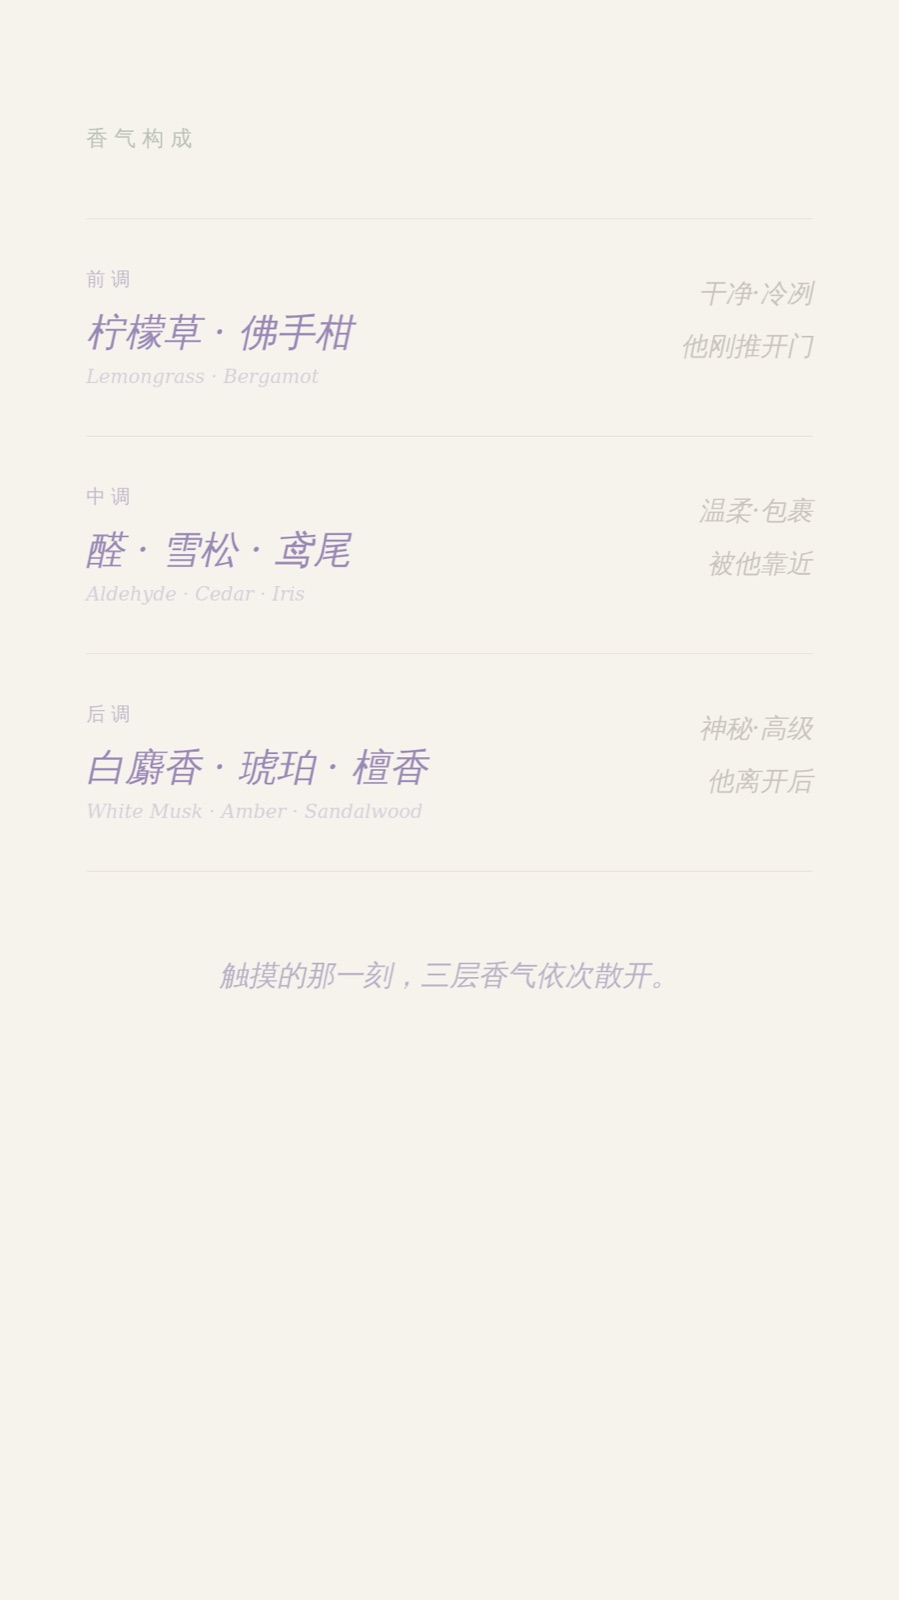 香气构成
前调
柠檬草 · 佛手柑
Lemongrass · Bergamot
干净·冷冽
他刚推开门
中调
醛 · 雪松 · 鸢尾
Aldehyde · Cedar · Iris
温柔·包裹
被他靠近
后调
白麝香 · 琥珀 · 檀香
White Musk · Amber · Sandalwood
神秘·高级
他离开后
触摸的那一刻，三层香气依次散开。